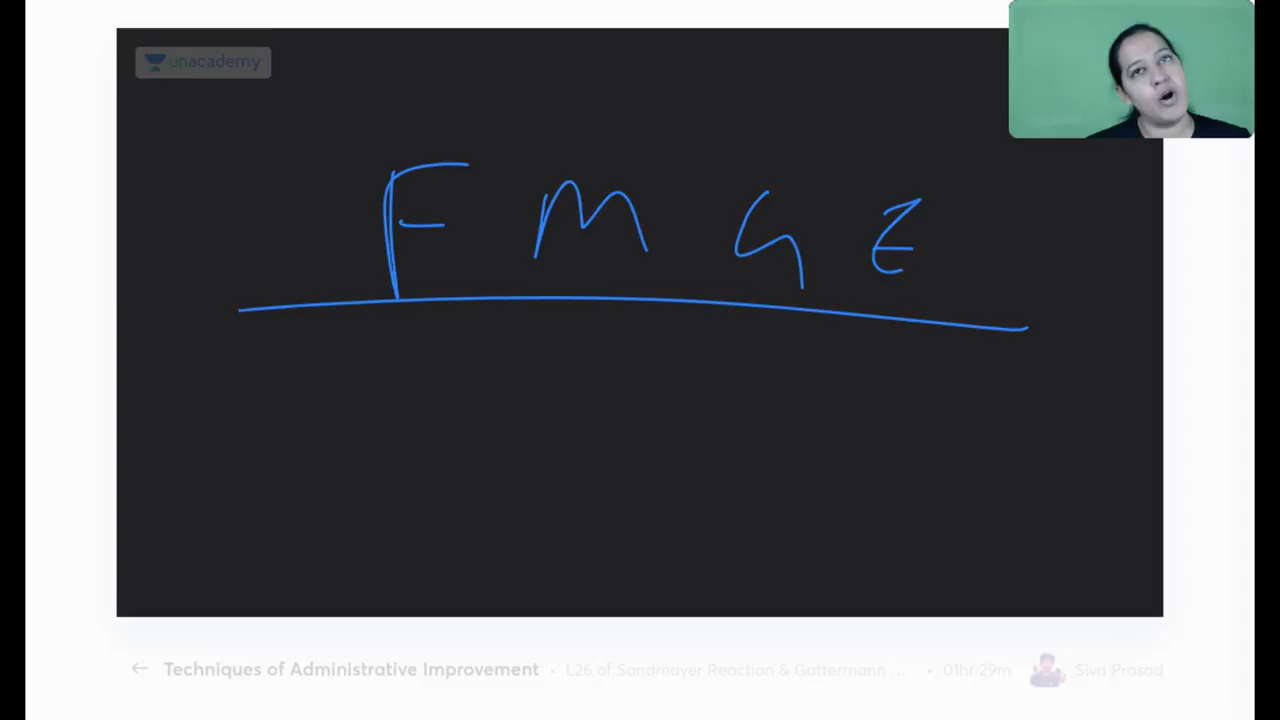 unacademy
F M G E
← Techniques of Administrative Improvement • L26 of Sandmayer Reaction & Gattermann ... • 01hr 29m Siva Prasad